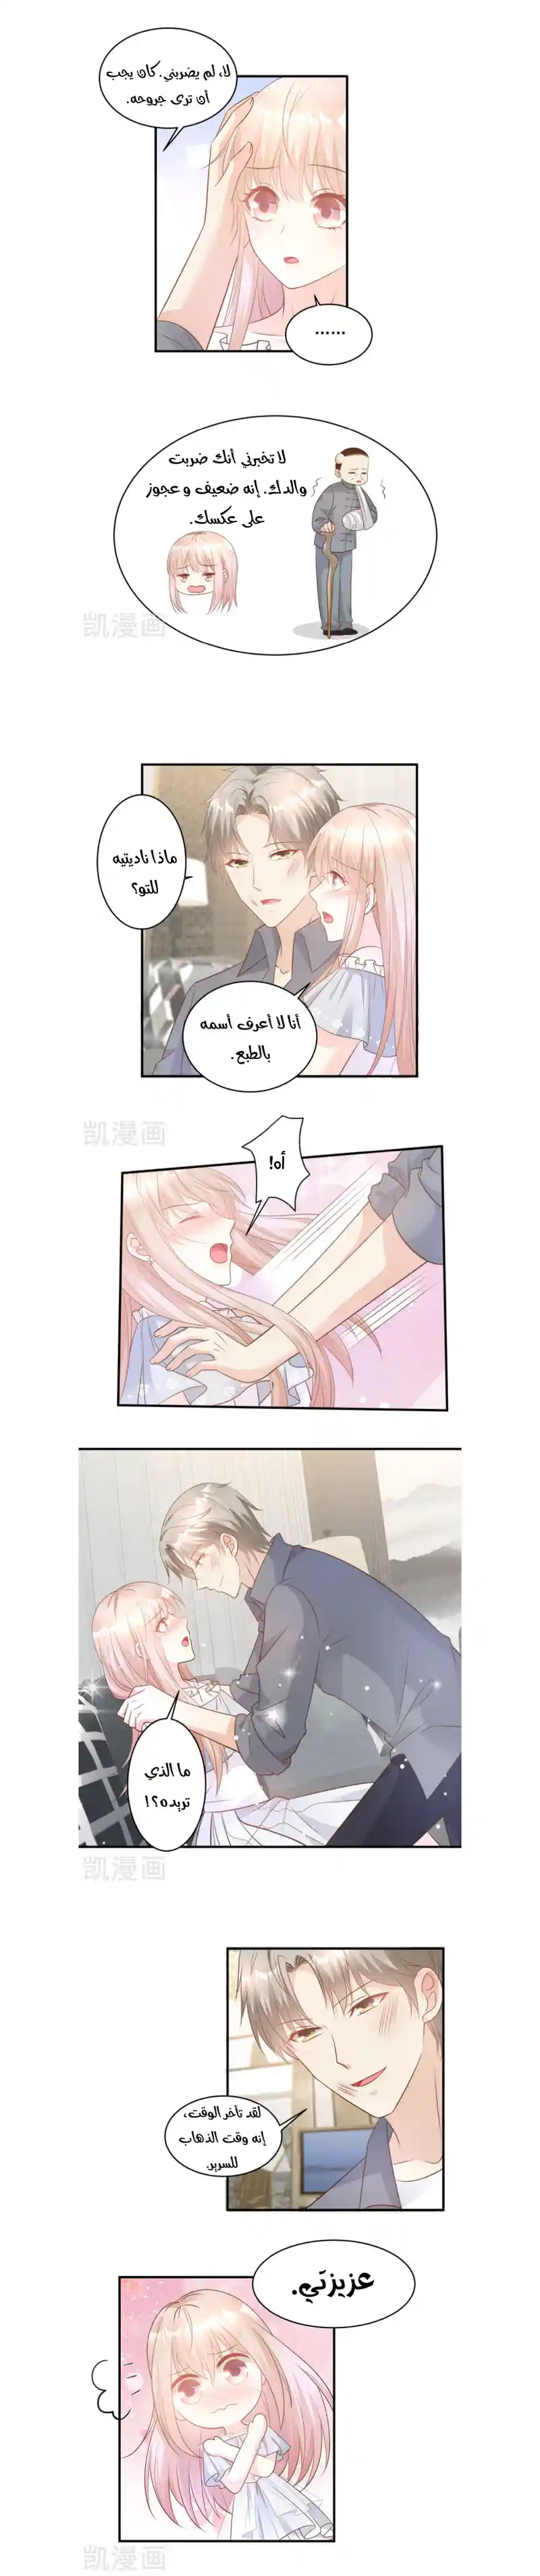 لا، لم يضربني. كان يجب
أن ترى جروحه.
......
لا تخبرني أنك ضربت
والدك. إنه ضعيف و عجوز
على عكسك.
凯漫画
ماذا ناديتيه
للتو؟
أنا لا أعرف أسمه
بالطبع.
凯漫画
أه!
ما الذي
تريده؟!
凯漫画
لقد تأخر الوقت،
إنه وقت الذهاب
للسرير.
عزيزتي.
凯漫画